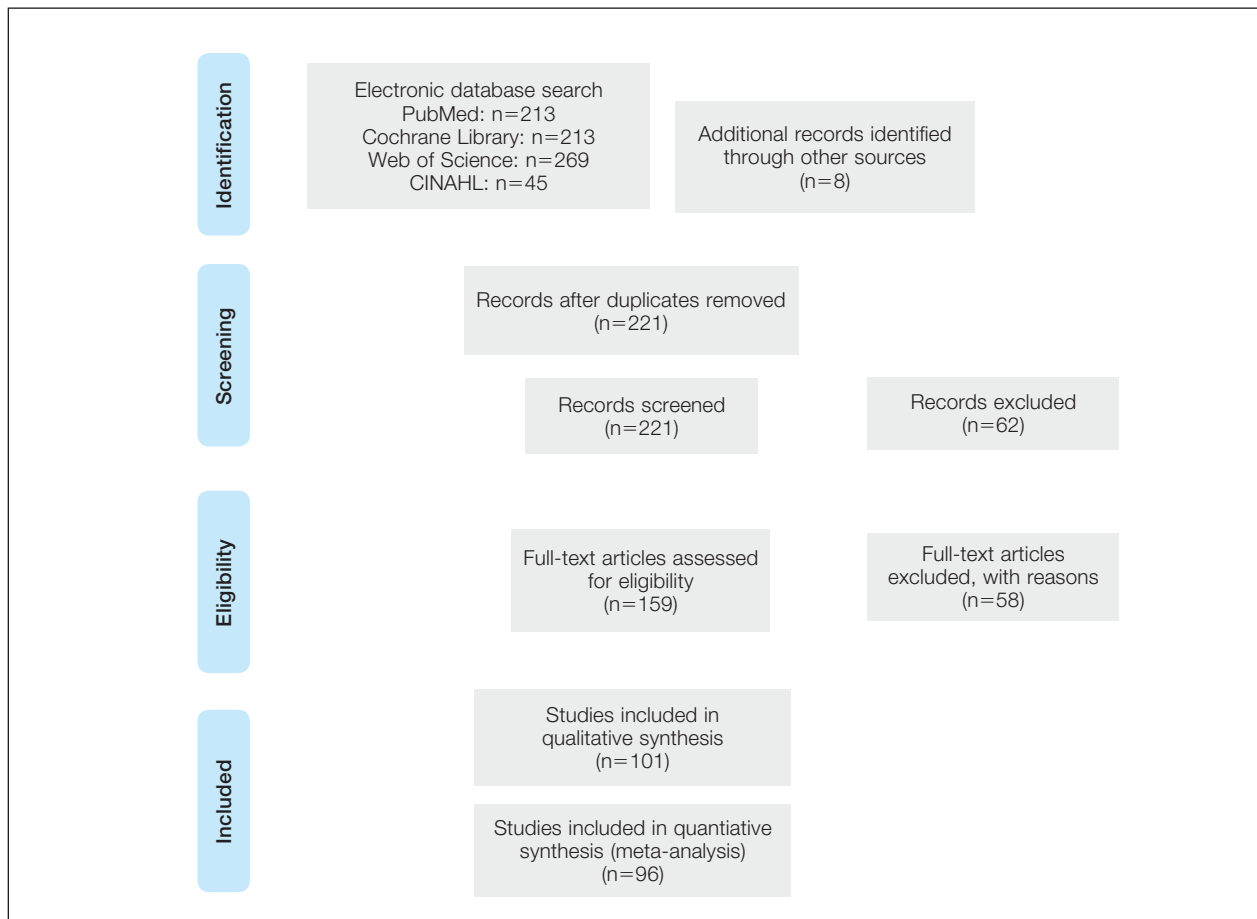 Identification
Electronic database search
PubMed: n=213
Cochrane Library: n=213
Web of Science: n=269
CINAHL: n=45
Additional records identified
through other sources
(n=8)
Screening
Records after duplicates removed
(n=221)
Records screened
(n=221)
Records excluded
(n=62)
Eligibility
Full-text articles assessed
for eligibility
(n=159)
Full-text articles
excluded, with reasons
(n=58)
Included
Studies included in
qualitative synthesis
(n=101)
Studies included in quantiative
synthesis (meta-analysis)
(n=96)